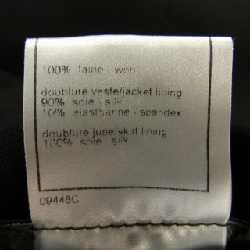 100% laine - wool
doublure veste/jacket lining
90% soie - silk
10% elasthanne - spandex
doublure jupe/skirt lining
100% soie - silk
09448C